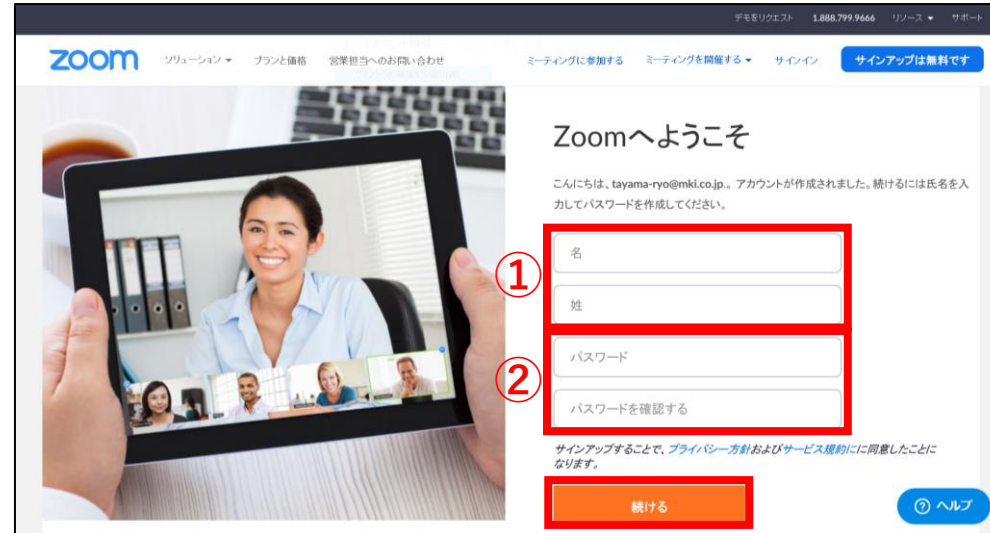 デモをリクエスト 1.888.799.9666 リソース サポート
zoom ソリューション プランと価格 営業担当へのお問い合わせ ミーティングに参加する ミーティングを開催する サインイン サインアップは無料です
Zoomへようこそ
こんにちは、tayama-ryo@mki.co.jp.。アカウントが作成されました。続けるには氏名を入
力してパスワードを作成してください。
① 名
姓
② パスワード
パスワードを確認する
サインアップすることで、プライバシー方針およびサービス規約にに同意したことに
なります。
続ける
? ヘルプ